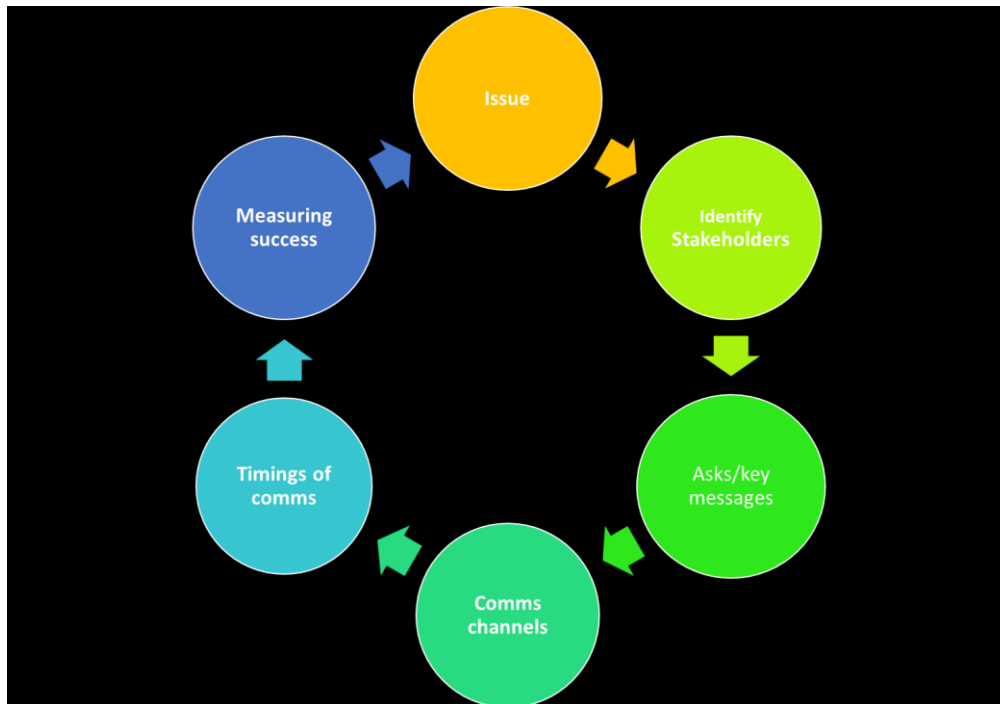 Issue
Identify
Stakeholders
Asks/key
messages
Comms
channels
Timings of
comms
Measuring
success